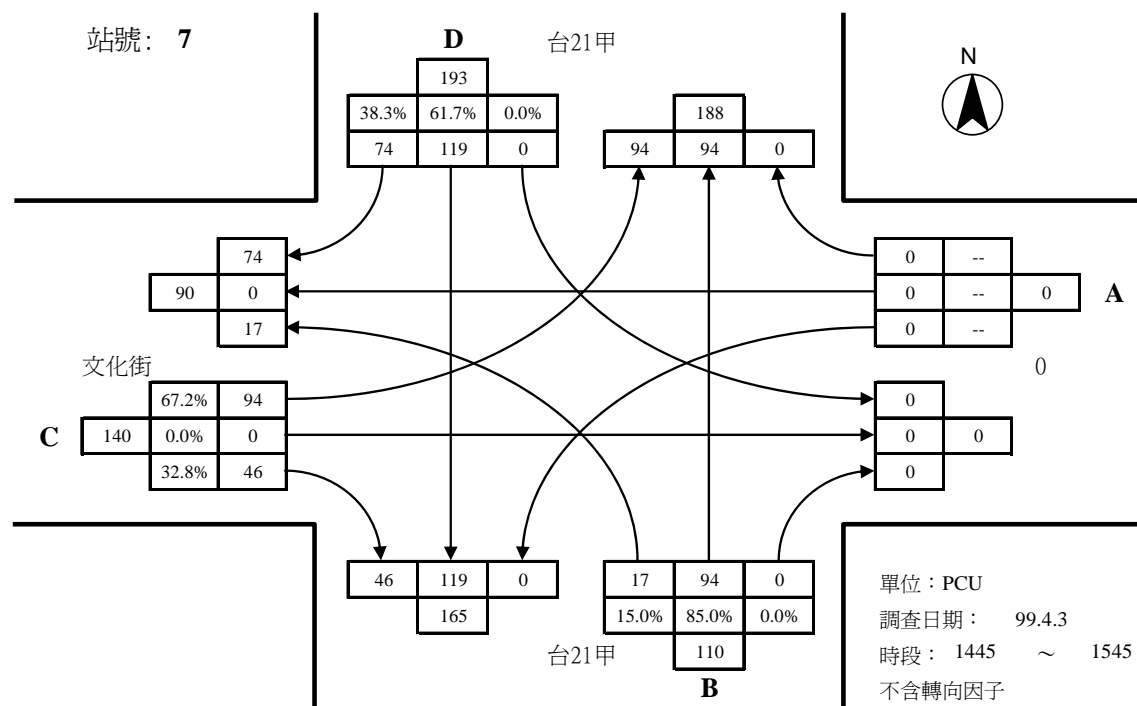 站號： 7
D
台21甲
N
193
38.3% 61.7% 0.0%
74 119 0
188
94 94 0
74
90 0
17
0 --
0 -- 0
0 --
A
0
文化街
C
67.2% 94
140 0.0% 0
32.8% 46
0
0 0
0
46 119 0
165
17 94 0
15.0% 85.0% 0.0%
110
台21甲
B
單位：PCU
調查日期： 99.4.3
時段： 1445 ～ 1545
不含轉向因子